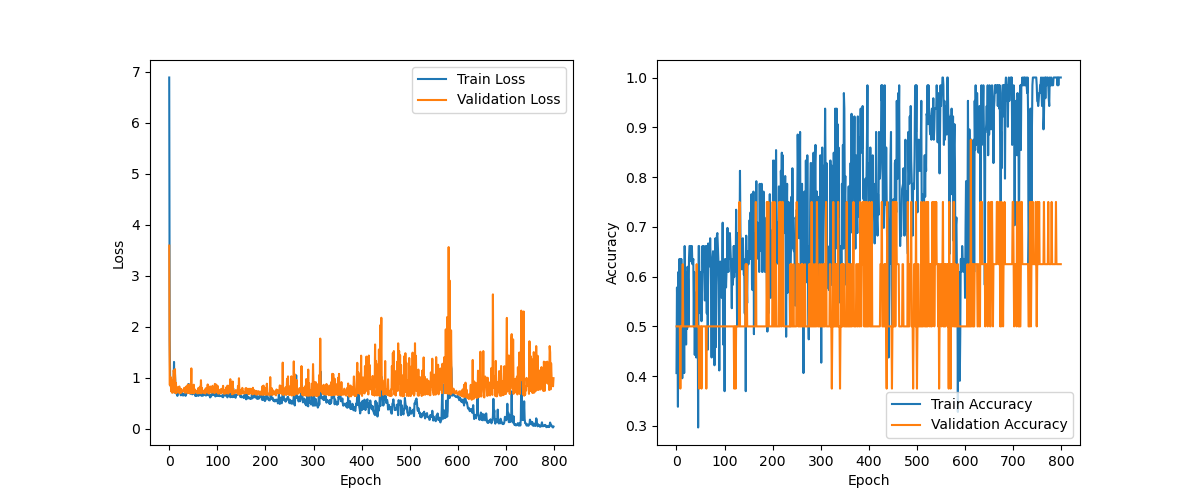 7
6
5
4
3
2
1
0
Loss
0 100 200 300 400 500 600 700 800
Epoch
Train Loss
Validation Loss
1.0
0.9
0.8
0.7
0.6
0.5
0.4
0.3
Accuracy
0 100 200 300 400 500 600 700 800
Epoch
Train Accuracy
Validation Accuracy